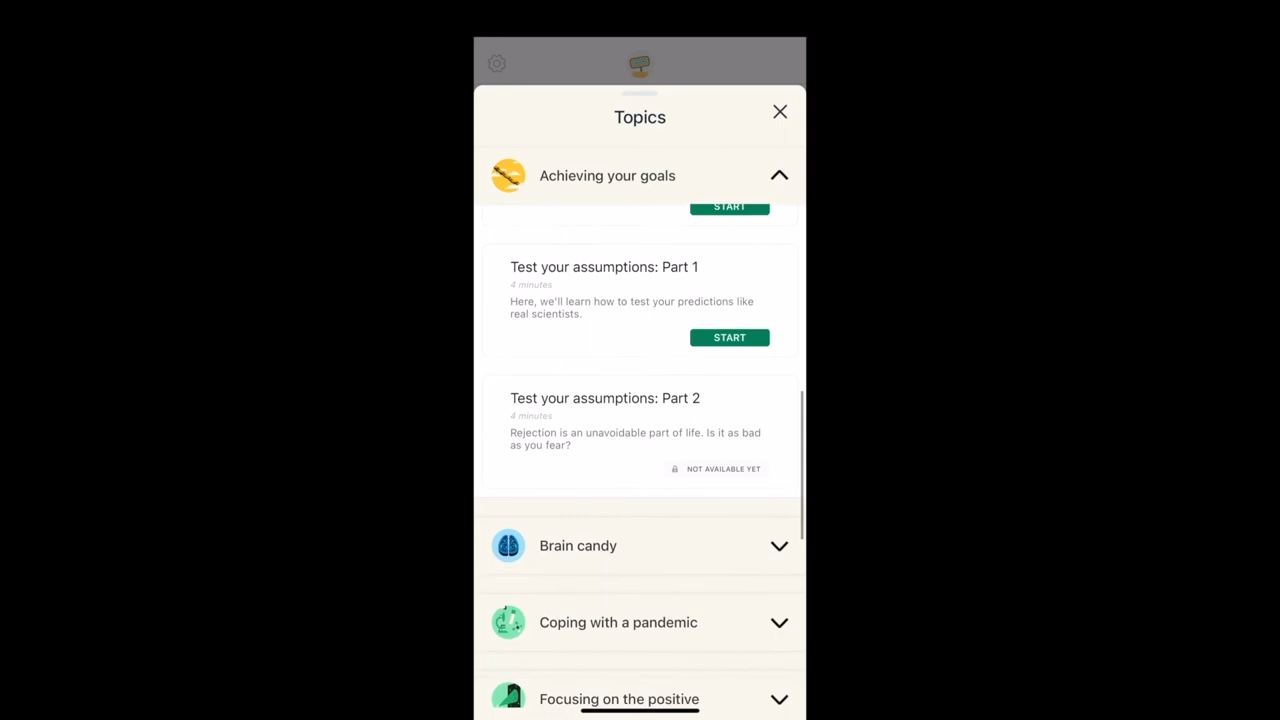 Topics
Achieving your goals
START
Test your assumptions: Part 1
4 minutes
Here, we'll learn how to test your predictions like
real scientists.
START
Test your assumptions: Part 2
4 minutes
Rejection is an unavoidable part of life. Is it as bad
as you fear?
NOT AVAILABLE YET
Brain candy
Coping with a pandemic
Focusing on the positive